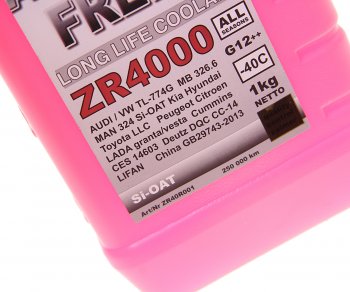 LONG LIFE COOLA
ZR4000
AUDI / VW TL-774G MB 326.6
MAN 324 Si-OAT Kia Hyundai
Toyota LLC Peugeot Citroen
LADA granta/vesta Cummins
CES 14603 Deutz DQC CC-14
LIFAN China GB29743-2013
ALL
SEASONS
G12++
-40C
1kg
NETTO
Si-OAT
Art/Nr ZR40R001
250 000 km